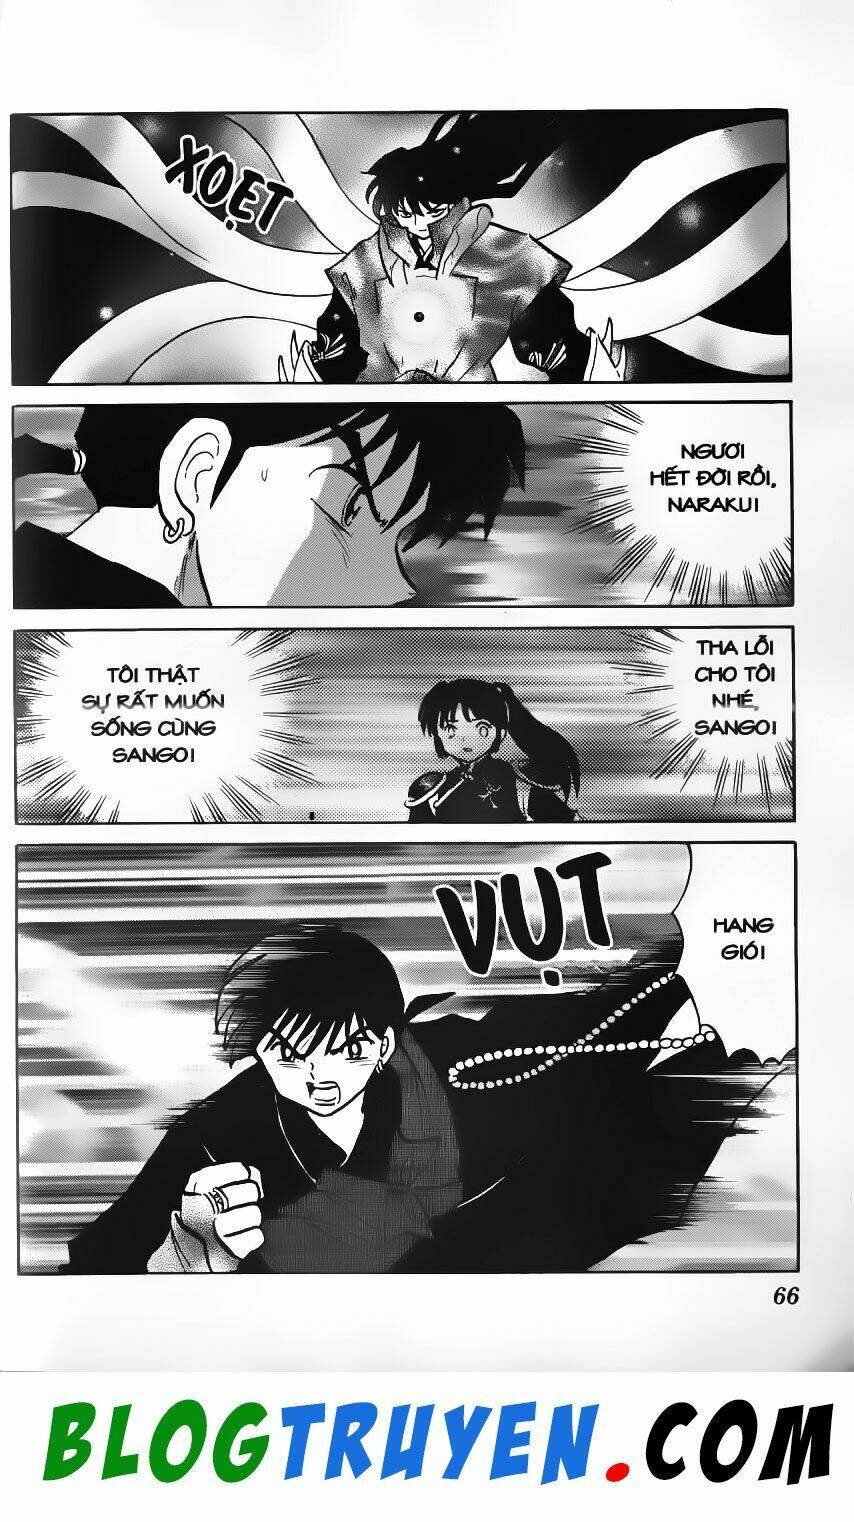 XOẸT
NGƯƠI
HẾT ĐỜI RỒI,
NARAKU!
THA LỖI
CHO TÔI
NHÉ,
SANGO!
TÔI THẬT
SỰ RẤT MUỐN
SỐNG CÙNG
SANGO!
VỤT
HANG
GIÓ!
66
BLOGTRUYEN.COM